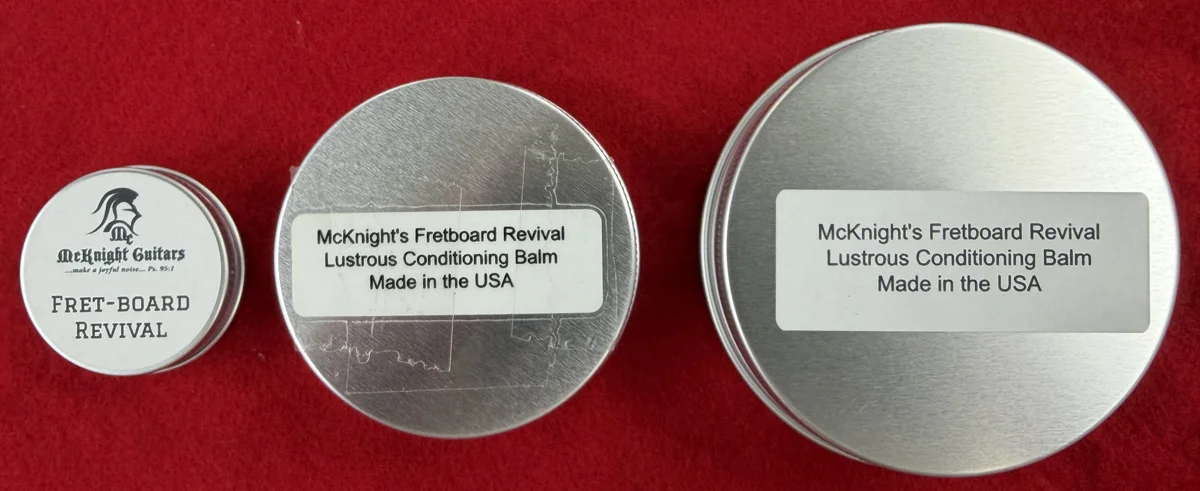 Mc
McKnight Guitars
...make a joyful noise... Ps. 95:1
FRET-BOARD
REVIVAL
McKnight's Fretboard Revival
Lustrous Conditioning Balm
Made in the USA
McKnight's Fretboard Revival
Lustrous Conditioning Balm
Made in the USA